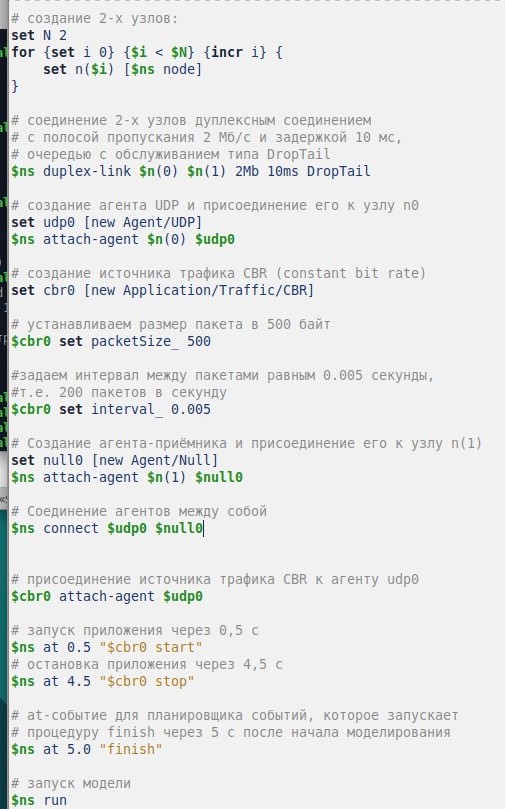 # создание 2-х узлов:
set N 2
for {set i 0} {$i < $N} {incr i} {
    set n($i) [$ns node]
}
# соединение 2-х узлов дуплексным соединением
# с полосой пропускания 2 Мб/с и задержкой 10 мс,
# очередью с обслуживанием типа DropTail
$ns duplex-link $n(0) $n(1) 2Mb 10ms DropTail
# создание агента UDP и присоединение его к узлу n0
set udp0 [new Agent/UDP]
$ns attach-agent $n(0) $udp0
# создание источника трафика CBR (constant bit rate)
set cbr0 [new Application/Traffic/CBR]
# устанавливаем размер пакета в 500 байт
$cbr0 set packetSize_ 500
#задаем интервал между пакетами равным 0.005 секунды,
#т.е. 200 пакетов в секунду
$cbr0 set interval_ 0.005
# Создание агента-приёмника и присоединение его к узлу n(1)
set null0 [new Agent/Null]
$ns attach-agent $n(1) $null0
# Соединение агентов между собой
$ns connect $udp0 $null0
# присоединение источника трафика CBR к агенту udp0
$cbr0 attach-agent $udp0
# запуск приложения через 0,5 с
$ns at 0.5 "$cbr0 start"
# остановка приложения через 4,5 с
$ns at 4.5 "$cbr0 stop"
# at-событие для планировщика событий, которое запускает
# процедуру finish через 5 с после начала моделирования
$ns at 5.0 "finish"
# запуск модели
$ns run